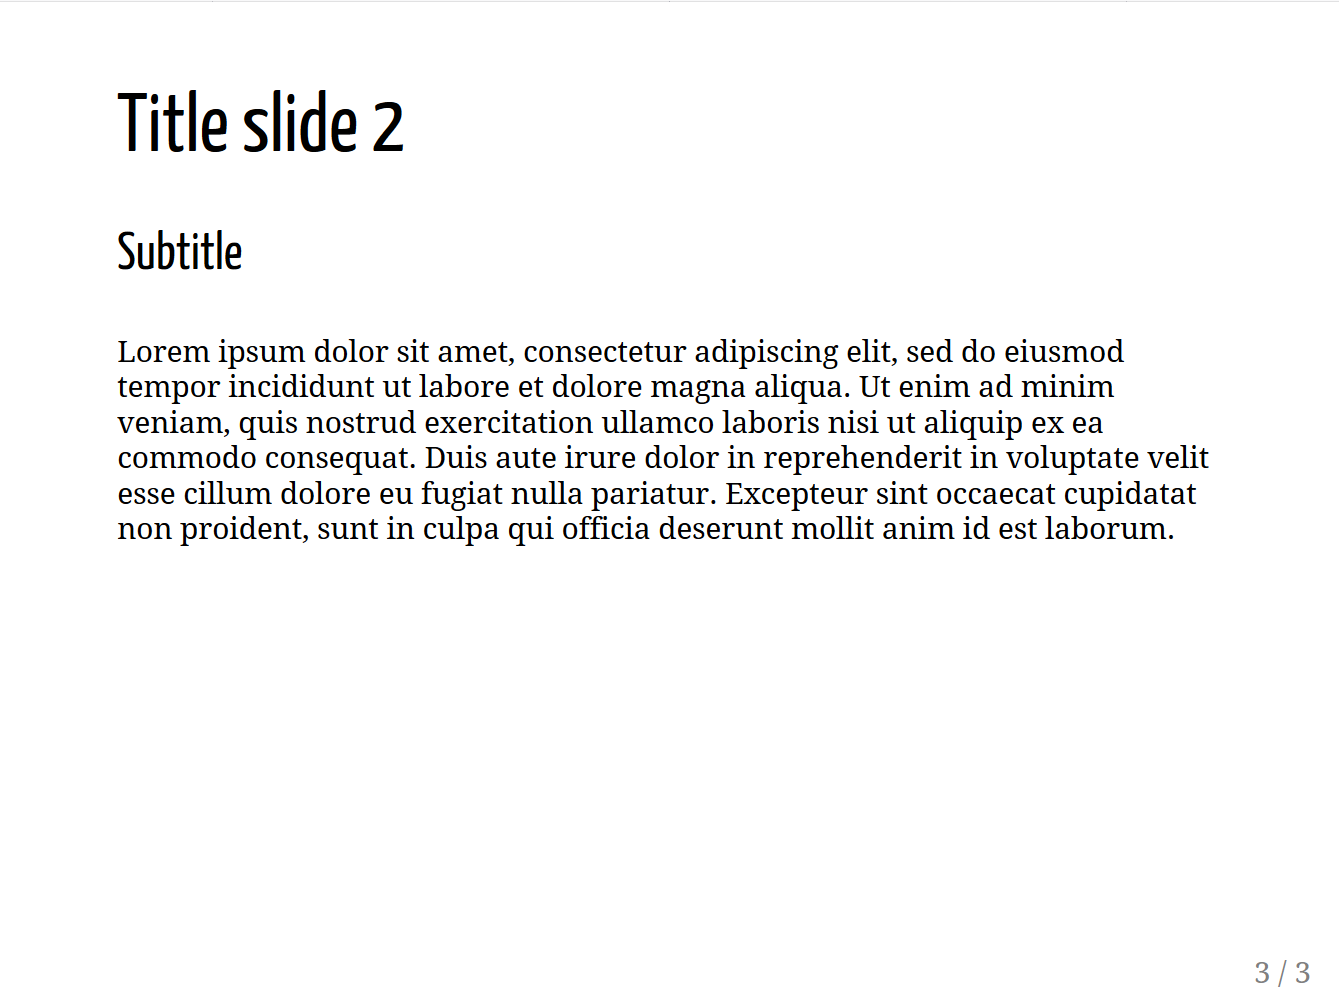 Title slide 2
Subtitle
Lorem ipsum dolor sit amet, consectetur adipiscing elit, sed do eiusmod
tempor incididunt ut labore et dolore magna aliqua. Ut enim ad minim
veniam, quis nostrud exercitation ullamco laboris nisi ut aliquip ex ea
commodo consequat. Duis aute irure dolor in reprehenderit in voluptate velit
esse cillum dolore eu fugiat nulla pariatur. Excepteur sint occaecat cupidatat
non proident, sunt in culpa qui officia deserunt mollit anim id est laborum.
3 / 3